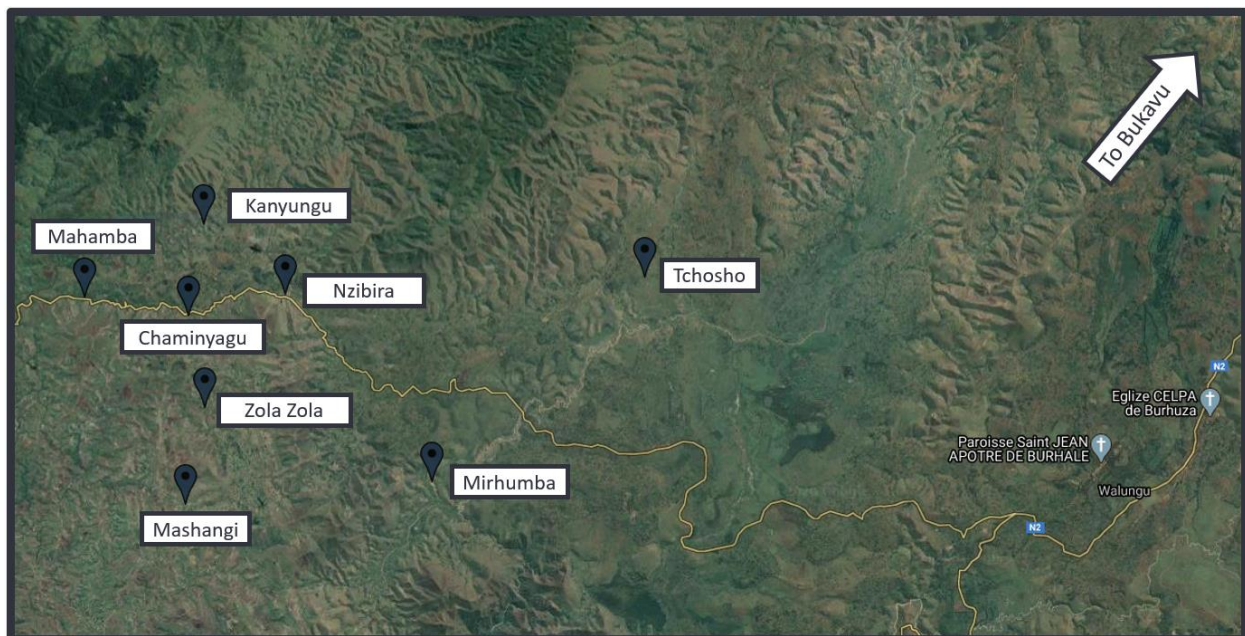 To Bukavu
Kanyungu
Mahamba
Nzibira
Tchosho
Chaminyagu
N2
Eglize CELPA
de Burhuza
Zola Zola
Paroisse Saint JEAN
APOTRE DE BURHALE
Mirhumba
Walungu
Mashangi
N2